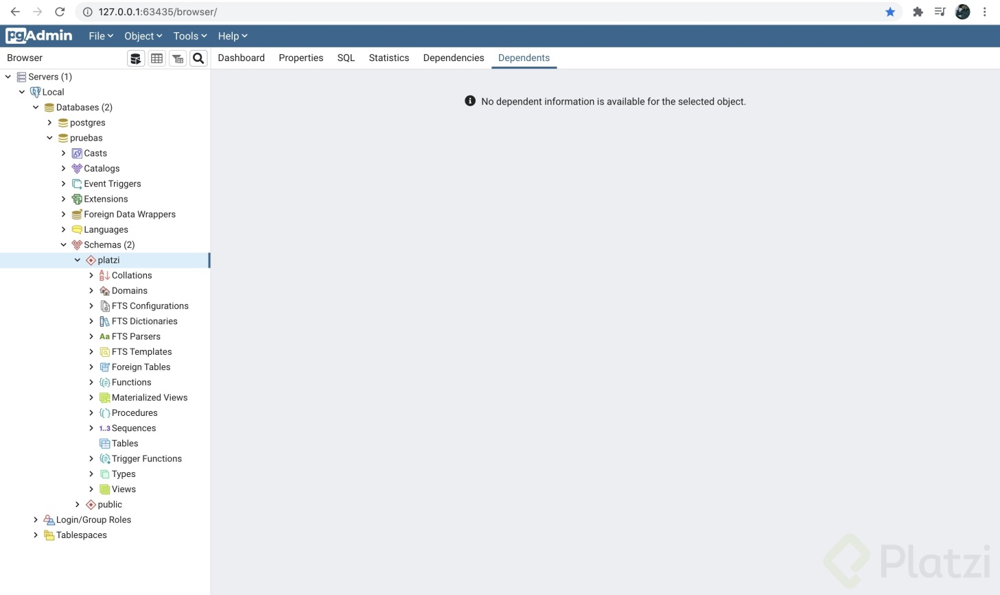 127.0.0.1:63435/browser/
pgAdmin File Object Tools Help
Browser Dashboard Properties SQL Statistics Dependencies Dependents
Servers (1)
Local
No dependent information is available for the selected object.
Databases (2)
postgres
pruebas
Casts
Catalogs
Event Triggers
Extensions
Foreign Data Wrappers
Languages
Schemas (2)
platzi
Collations
Domains
FTS Configurations
FTS Dictionaries
Aa FTS Parsers
FTS Templates
Foreign Tables
Functions
Materialized Views
Procedures
1..3 Sequences
Tables
Trigger Functions
Types
Views
public
Login/Group Roles
Tablespaces
Platzi